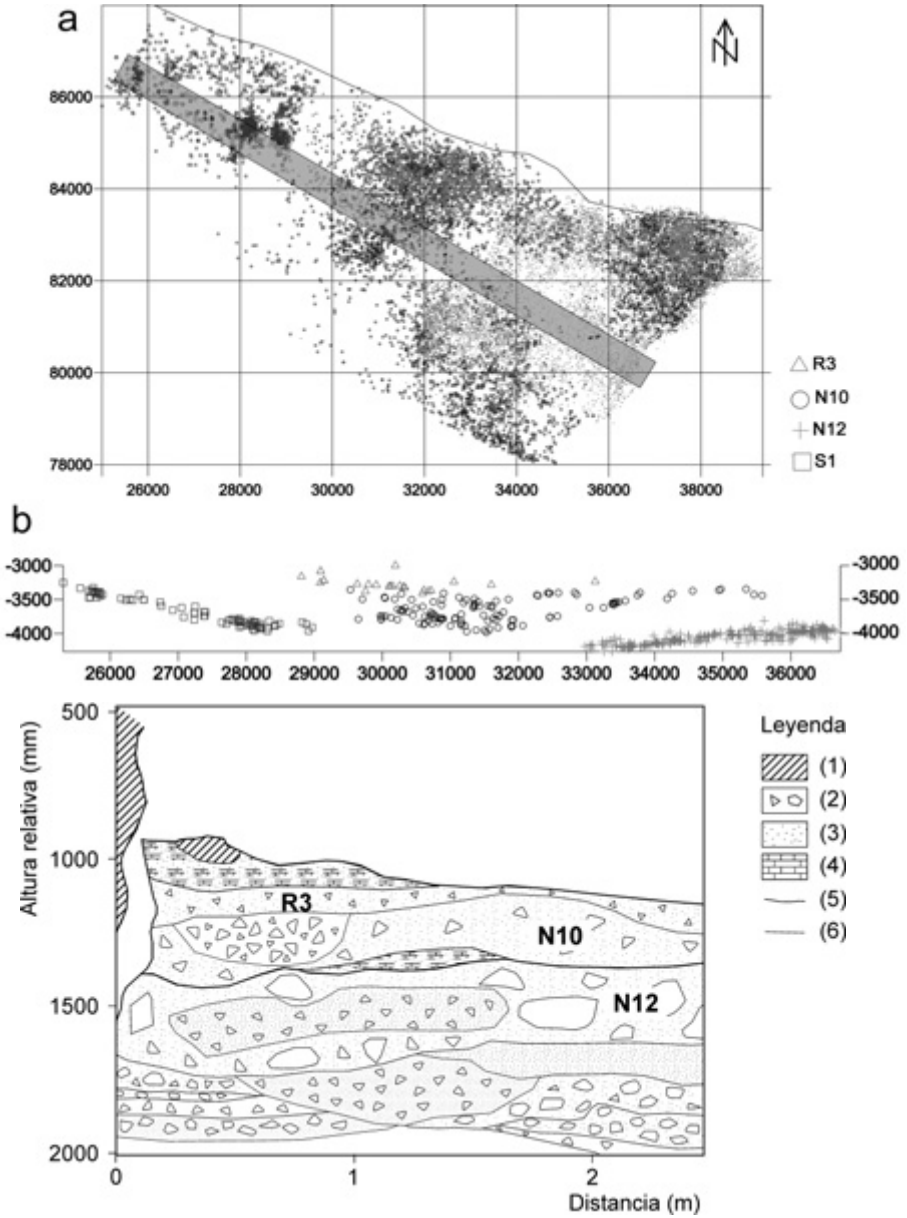 a
N
86000
84000
82000
80000
78000
26000 28000 30000 32000 34000 36000 38000
R3
N10
N12
S1
b
-3000 -3000
-3500 -3500
-4000 -4000
26000 27000 28000 29000 30000 31000 32000 33000 34000 35000 36000
500
1000
1500
2000
Altura relativa (mm)
R3
N10
N12
0 1 2
Distancia (m)
Leyenda
(1)
(2)
(3)
(4)
(5)
(6)